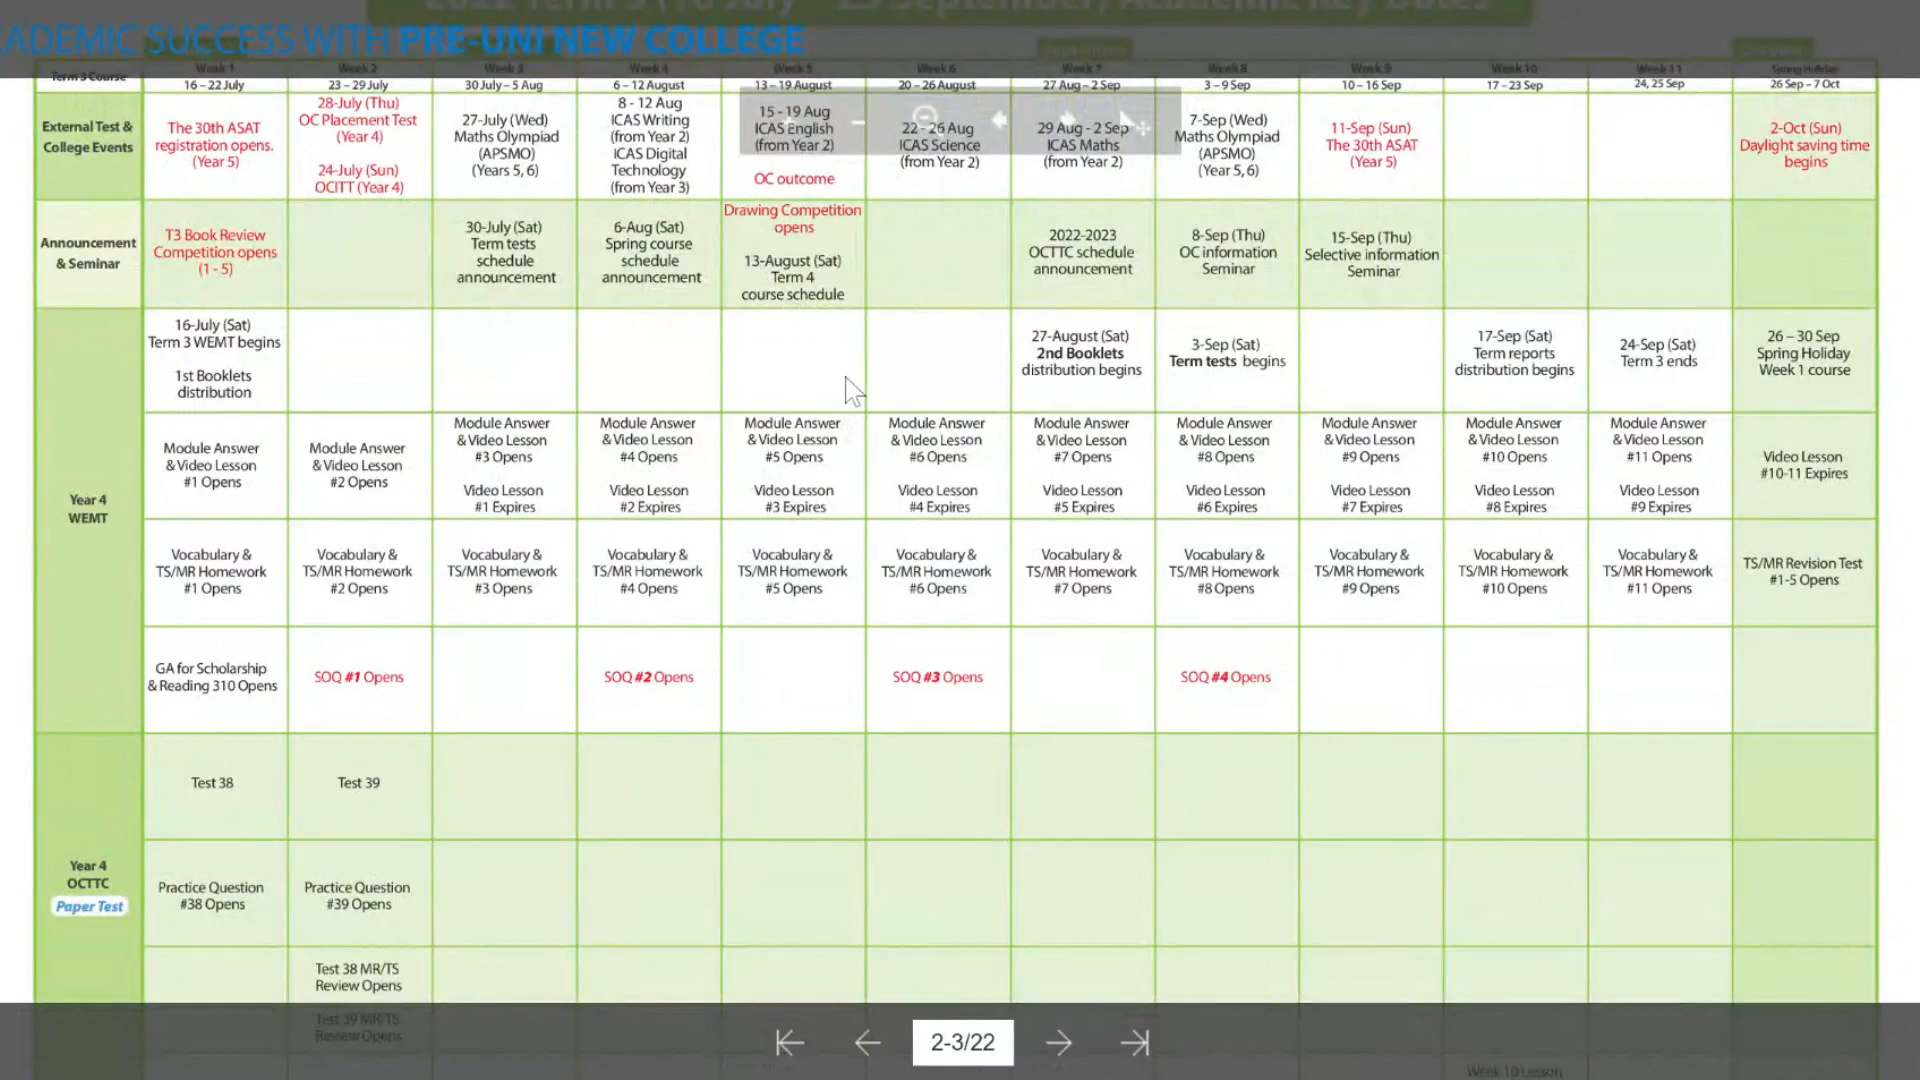 2022 Term 3 (16 July – 25 September) Academic Key Dates
ADEMIC SUCCESS WITH PRE-UNI NEW COLLEGE
Term 3 Course
Week 1
16 – 22 July
Week 2
23 – 29 July
Week 3
30 July – 5 Aug
Week 4
6 – 12 August
Week 5
13 – 19 August
Week 6
20 – 26 August
Week 7
27 Aug – 2 Sep
Week 8
3 – 9 Sep
Week 9
10 – 16 Sep
Week 10
17 – 23 Sep
Week 11
24, 25 Sep
Spring Holiday
26 Sep – 7 Oct
External Test &
College Events
The 30th ASAT
registration opens.
(Year 5)
28-July (Thu)
OC Placement Test
(Year 4)
24-July (Sun)
OCITT (Year 4)
27-July (Wed)
Maths Olympiad
(APSMO)
(Years 5, 6)
8 - 12 Aug
ICAS Writing
(from Year 2)
ICAS Digital
Technology
(from Year 3)
15 - 19 Aug
ICAS English
(from Year 2)
OC outcome
22 - 26 Aug
ICAS Science
(from Year 2)
29 Aug - 2 Sep
ICAS Maths
(from Year 2)
7-Sep (Wed)
Maths Olympiad
(APSMO)
(Year 5, 6)
11-Sep (Sun)
The 30th ASAT
(Year 5)
2-Oct (Sun)
Daylight saving time
begins
Announcement
& Seminar
T3 Book Review
Competition opens
(1 - 5)
30-July (Sat)
Term tests
schedule
announcement
6-Aug (Sat)
Spring course
schedule
announcement
Drawing Competition
opens
13-August (Sat)
Term 4
course schedule
2022-2023
OCTTC schedule
announcement
8-Sep (Thu)
OC information
Seminar
15-Sep (Thu)
Selective information
Seminar
Year 4
WEMT
16-July (Sat)
Term 3 WEMT begins
1st Booklets
distribution
27-August (Sat)
2nd Booklets
distribution begins
3-Sep (Sat)
Term tests begins
17-Sep (Sat)
Term reports
distribution begins
24-Sep (Sat)
Term 3 ends
26 – 30 Sep
Spring Holiday
Week 1 course
Module Answer
& Video Lesson
#1 Opens
Module Answer
& Video Lesson
#2 Opens
Module Answer
& Video Lesson
#3 Opens
Video Lesson
#1 Expires
Module Answer
& Video Lesson
#4 Opens
Video Lesson
#2 Expires
Module Answer
& Video Lesson
#5 Opens
Video Lesson
#3 Expires
Module Answer
& Video Lesson
#6 Opens
Video Lesson
#4 Expires
Module Answer
& Video Lesson
#7 Opens
Video Lesson
#5 Expires
Module Answer
& Video Lesson
#8 Opens
Video Lesson
#6 Expires
Module Answer
& Video Lesson
#9 Opens
Video Lesson
#7 Expires
Module Answer
& Video Lesson
#10 Opens
Video Lesson
#8 Expires
Module Answer
& Video Lesson
#11 Opens
Video Lesson
#9 Expires
Video Lesson
#10-11 Expires
Vocabulary &
TS/MR Homework
#1 Opens
Vocabulary &
TS/MR Homework
#2 Opens
Vocabulary &
TS/MR Homework
#3 Opens
Vocabulary &
TS/MR Homework
#4 Opens
Vocabulary &
TS/MR Homework
#5 Opens
Vocabulary &
TS/MR Homework
#6 Opens
Vocabulary &
TS/MR Homework
#7 Opens
Vocabulary &
TS/MR Homework
#8 Opens
Vocabulary &
TS/MR Homework
#9 Opens
Vocabulary &
TS/MR Homework
#10 Opens
Vocabulary &
TS/MR Homework
#11 Opens
TS/MR Revision Test
#1-5 Opens
GA for Scholarship
& Reading 310 Opens
SOQ #1 Opens
SOQ #2 Opens
SOQ #3 Opens
SOQ #4 Opens
Year 4
OCTTC
Paper Test
Test 38
Test 39
Practice Question
#38 Opens
Practice Question
#39 Opens
Test 38 MR/TS
Review Opens
Test 39 MR/TS
Review Opens
2-3/22
Week 10 Lesson